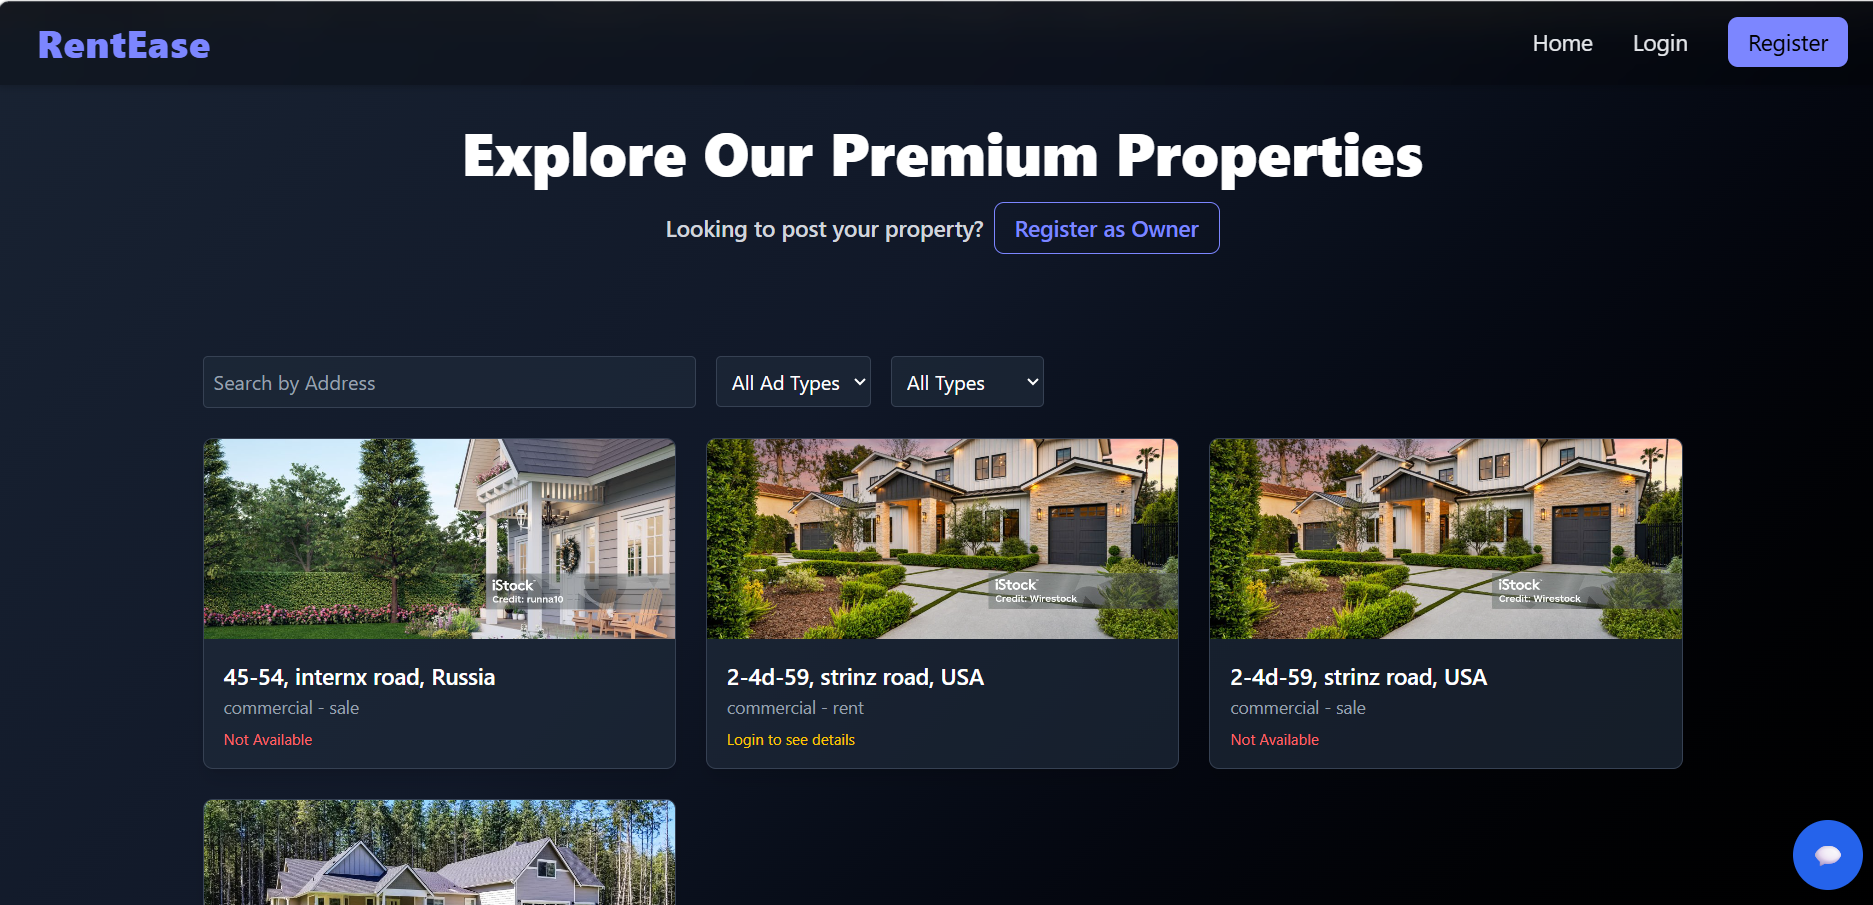 RentEase
Home
Login
Register
Explore Our Premium Properties
Looking to post your property?
Register as Owner
Search by Address
All Ad Types
All Types
iStock
Credit: runna10
45-54, internx road, Russia
commercial - sale
Not Available
iStock
Credit: Wirestock
2-4d-59, strinz road, USA
commercial - rent
Login to see details
iStock
Credit: Wirestock
2-4d-59, strinz road, USA
commercial - sale
Not Available